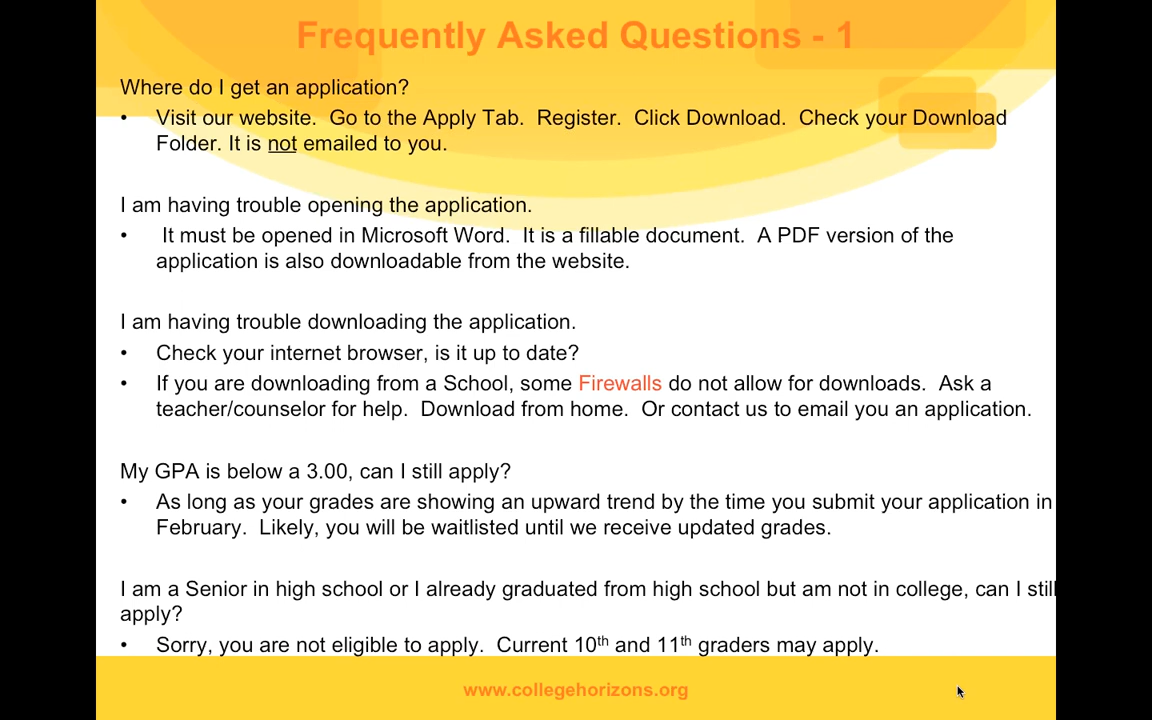 Frequently Asked Questions - 1
Where do I get an application?
• Visit our website.  Go to the Apply Tab.  Register.  Click Download.  Check your Download
Folder. It is not emailed to you.
I am having trouble opening the application.
• It must be opened in Microsoft Word.  It is a fillable document.  A PDF version of the
application is also downloadable from the website.
I am having trouble downloading the application.
• Check your internet browser, is it up to date?
• If you are downloading from a School, some Firewalls do not allow for downloads.  Ask a
teacher/counselor for help.  Download from home.  Or contact us to email you an application.
My GPA is below a 3.00, can I still apply?
• As long as your grades are showing an upward trend by the time you submit your application in
February.  Likely, you will be waitlisted until we receive updated grades.
I am a Senior in high school or I already graduated from high school but am not in college, can I still
apply?
• Sorry, you are not eligible to apply.  Current 10th and 11th graders may apply.
www.collegehorizons.org